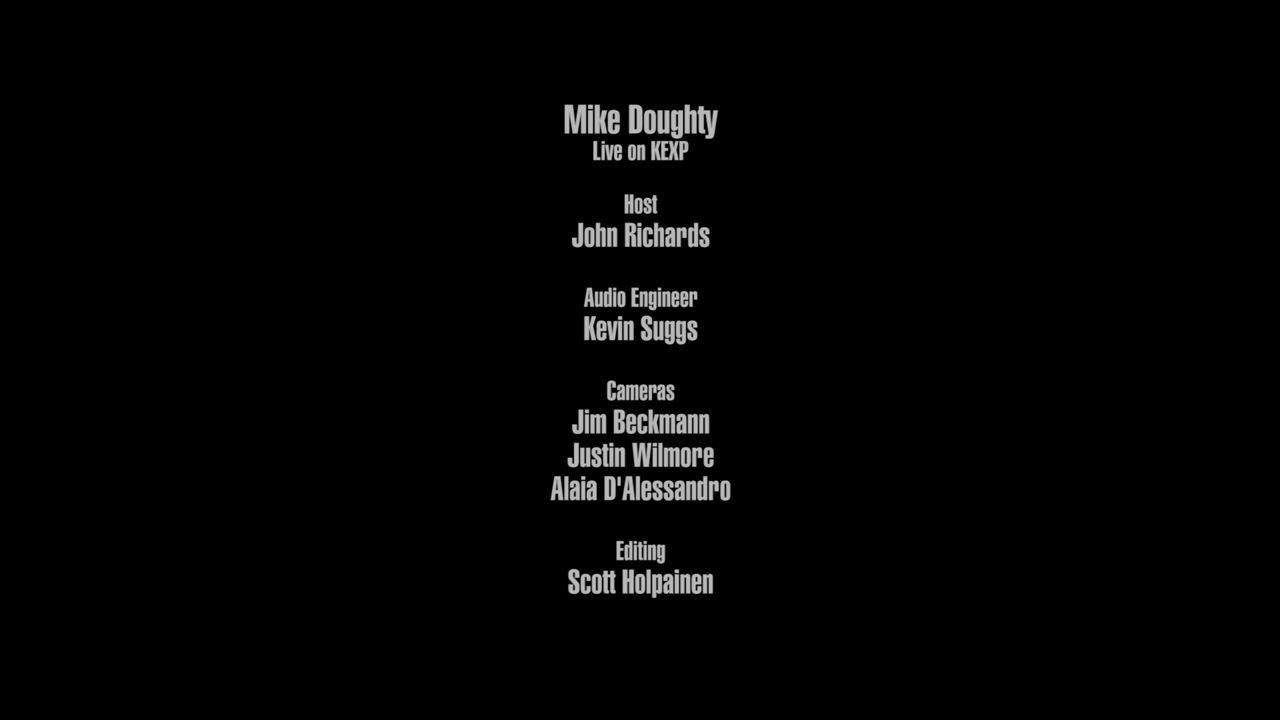 Mike Doughty
Live on KEXP
Host
John Richards
Audio Engineer
Kevin Suggs
Cameras
Jim Beckmann
Justin Wilmore
Alaia D'Alessandro
Editing
Scott Holpainen